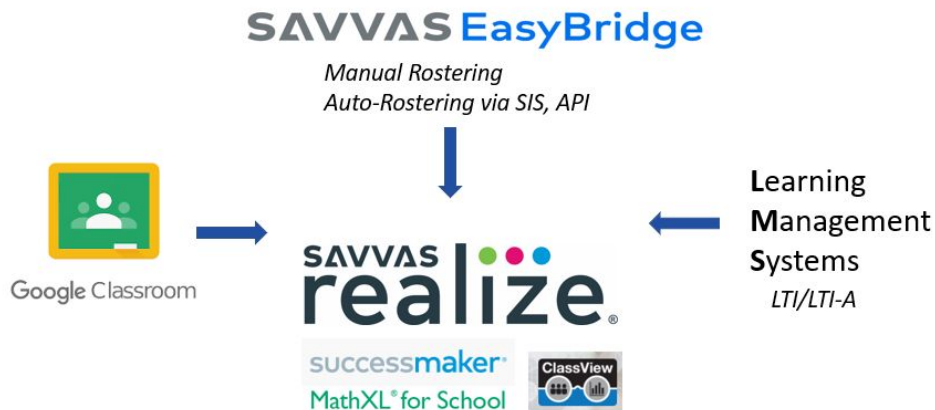 SAVVAS EasyBridge
Manual Rostering
Auto-Rostering via SIS, API
Google Classroom
Learning
Management
Systems
LTI/LTI-A
SAVVAS
realize®
successmaker®
MathXL® for School
ClassView